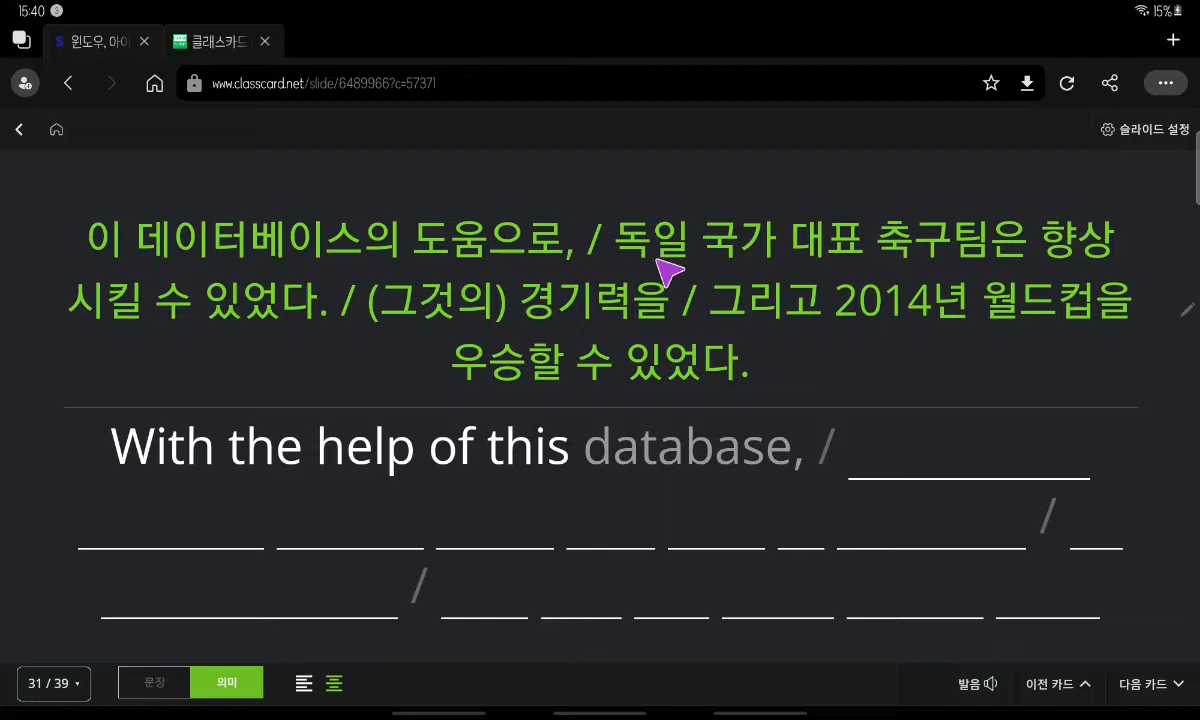 15:40 3 15%
S 윈도우, 아이 클래스카드
www.classcard.net/slide/6489966?c=57371
슬라이드 설정
이 데이터베이스의 도움으로, / 독일 국가 대표 축구팀은 향상
시킬 수 있었다. / (그것의) 경기력을 / 그리고 2014년 월드컵을
우승할 수 있었다.
With the help of this database, /
/
/
31 / 39 문장 의미 발음 이전 카드 다음 카드